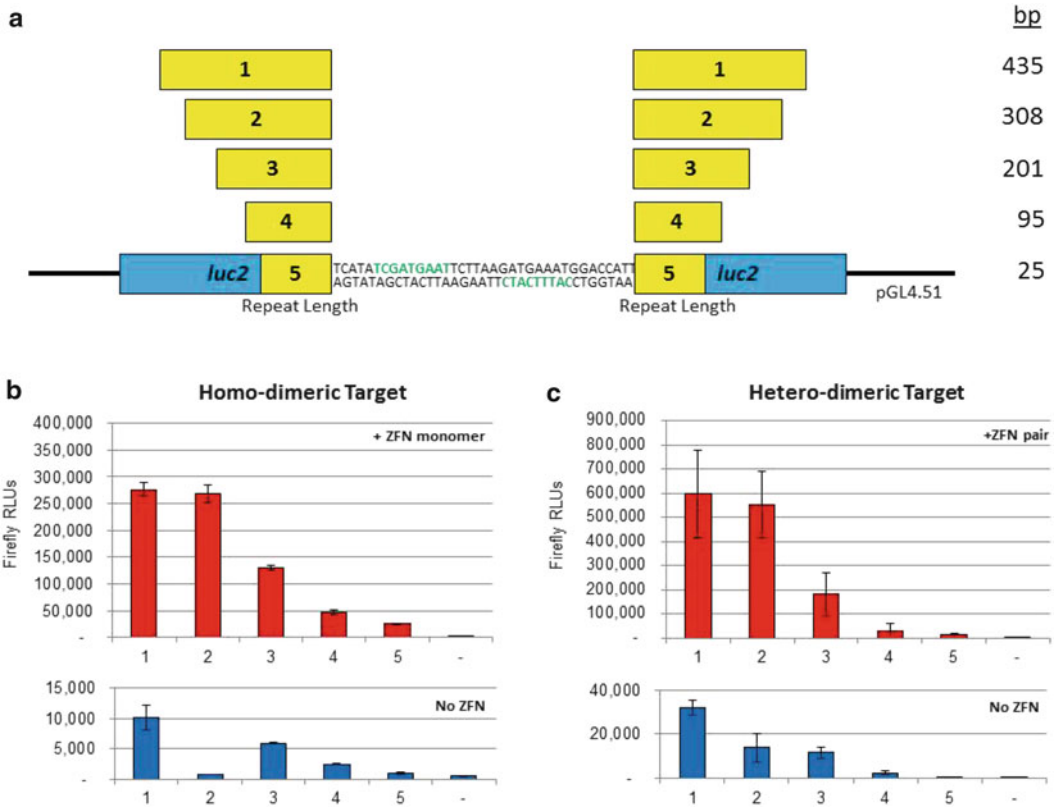 a
bp
1 1 435
2 2 308
3 3 201
4 4 95
luc2 5 TCATATCGATGAATTCTTAAGATGAAATGGACCATT 5 luc2 25
AGTATAGCTACTTAAGAATTCTACTTTACCTGGTAA
Repeat Length Repeat Length pGL4.51
b Homo-dimeric Target
+ ZFN monomer
Firefly RLUs
400,000
350,000
300,000
250,000
200,000
150,000
100,000
50,000
-
1 2 3 4 5 -
No ZFN
15,000
10,000
5,000
-
1 2 3 4 5 -
c Hetero-dimeric Target
+ZFN pair
Firefly RLUs
900,000
800,000
700,000
600,000
500,000
400,000
300,000
200,000
100,000
-
1 2 3 4 5 -
No ZFN
40,000
20,000
-
1 2 3 4 5 -